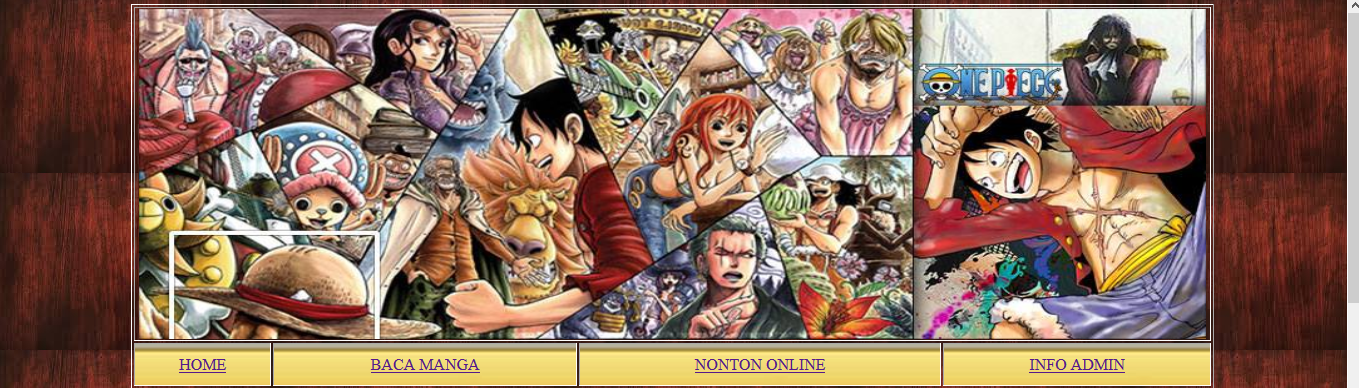 ONE PIECE
HOME
BACA MANGA
NONTON ONLINE
INFO ADMIN